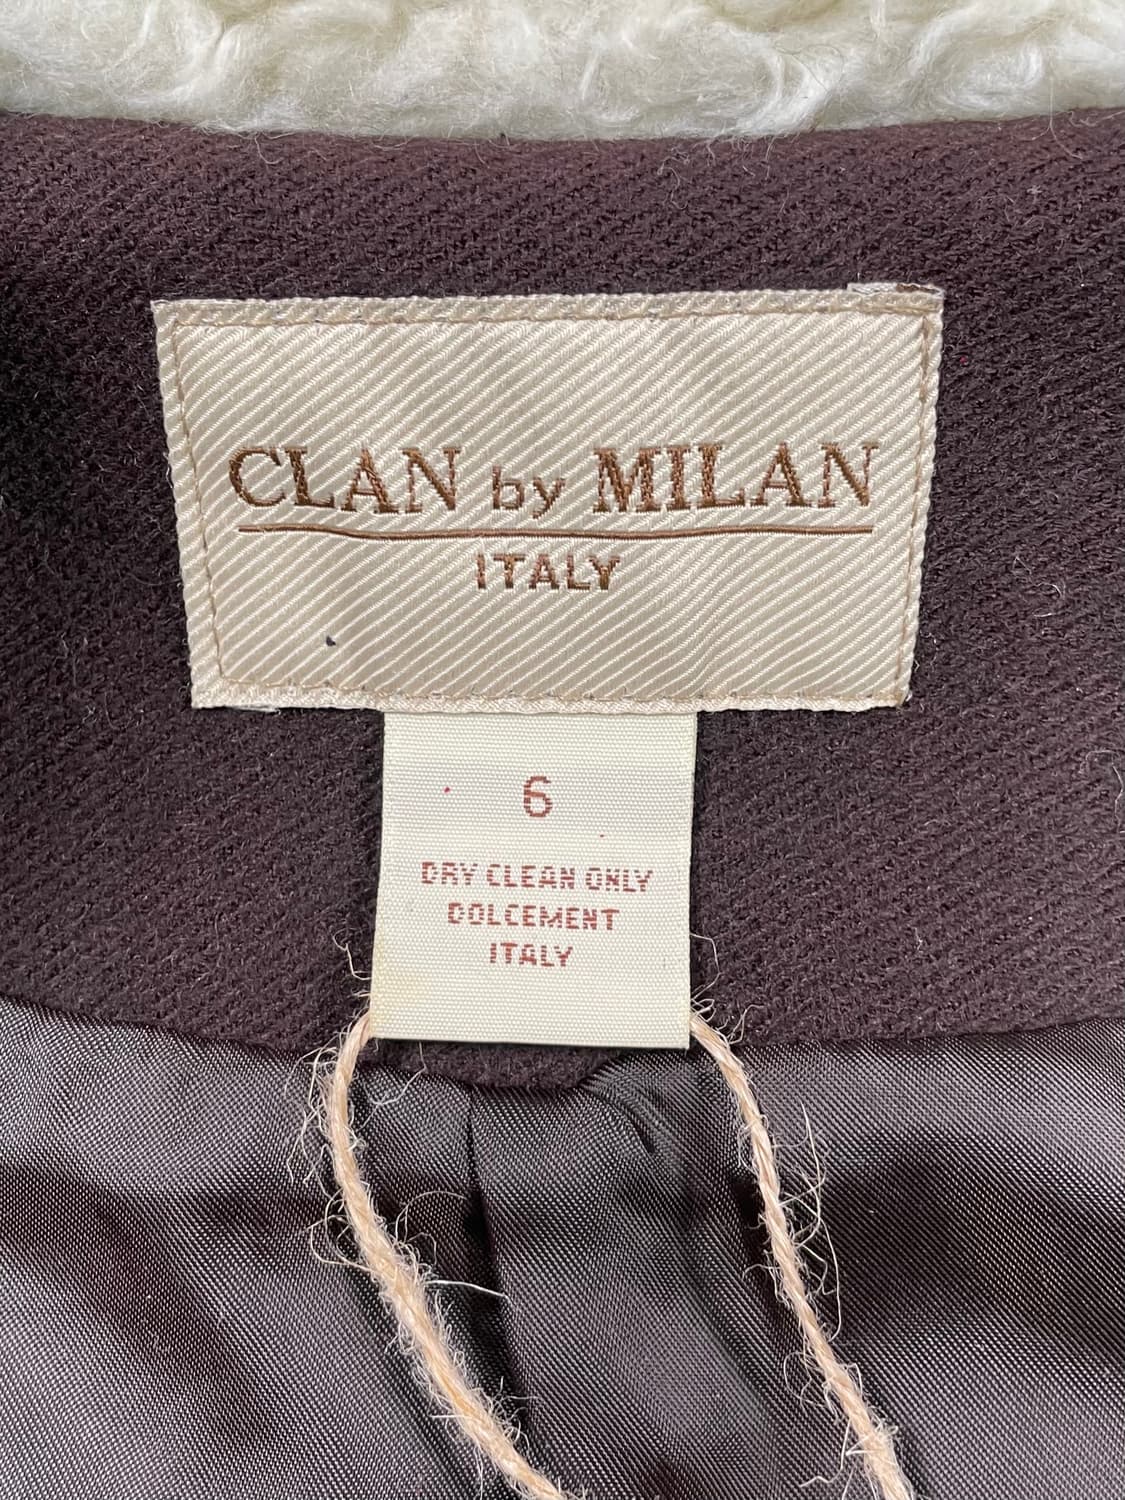 CLAN by MILAN
ITALY
6
DRY CLEAN ONLY
DOLCEMENT
ITALY